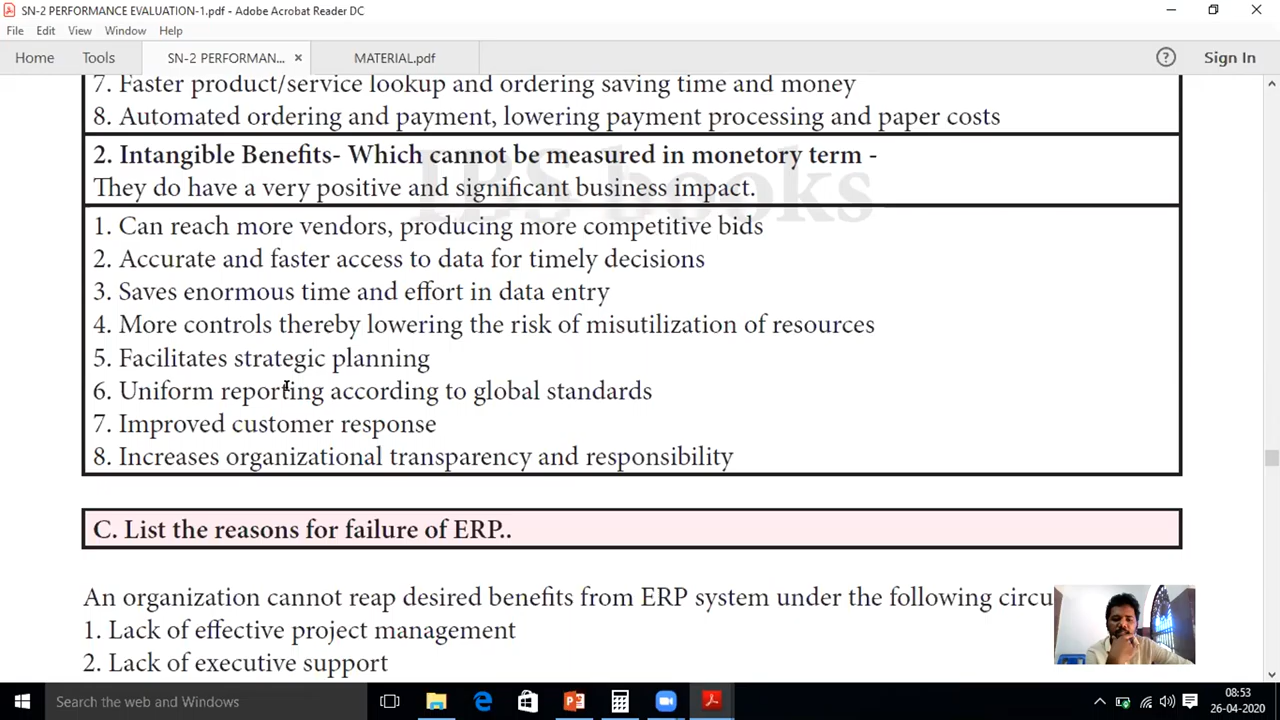 SN-2 PERFORMANCE EVALUATION-1.pdf - Adobe Acrobat Reader DC
File Edit View Window Help
Home Tools SN-2 PERFORMAN... × MATERIAL.pdf Sign In
7. Faster product/service lookup and ordering saving time and money
8. Automated ordering and payment, lowering payment processing and paper costs
2. Intangible Benefits- Which cannot be measured in monetory term -
They do have a very positive and significant business impact.
1. Can reach more vendors, producing more competitive bids
2. Accurate and faster access to data for timely decisions
3. Saves enormous time and effort in data entry
4. More controls thereby lowering the risk of misutilization of resources
5. Facilitates strategic planning
6. Uniform reporting according to global standards
7. Improved customer response
8. Increases organizational transparency and responsibility
C. List the reasons for failure of ERP..
An organization cannot reap desired benefits from ERP system under the following circu
1. Lack of effective project management
2. Lack of executive support
Search the web and Windows
08:53
26-04-2020